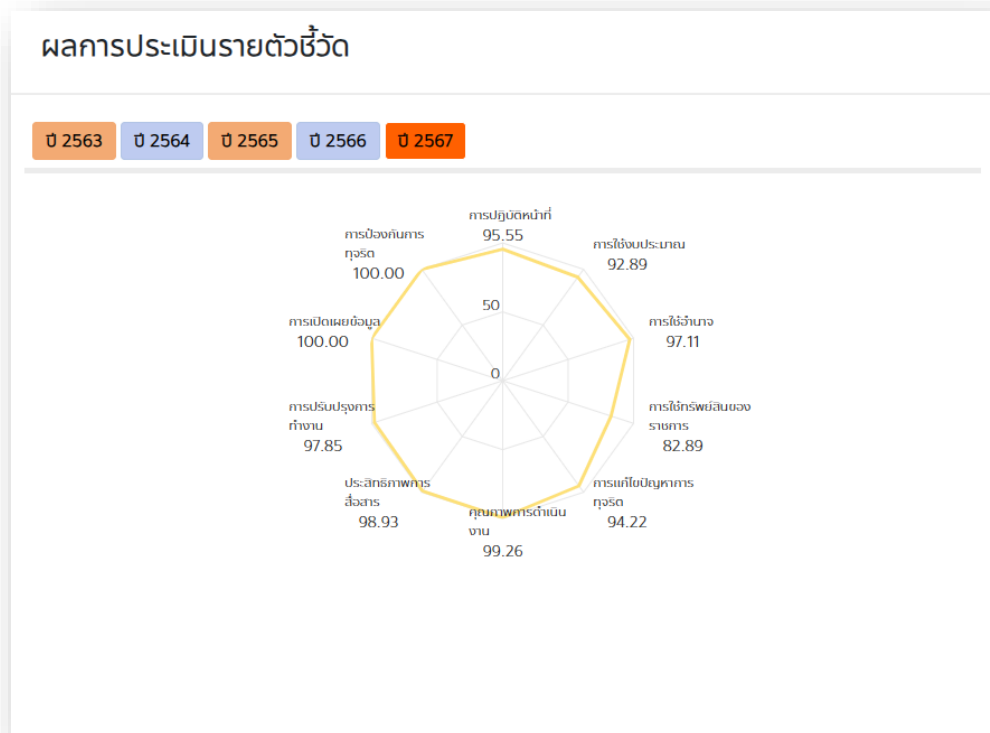 ผลการประเมินรายตัวชี้วัด
ปี 2563
ปี 2564
ปี 2565
ปี 2566
ปี 2567
การปฏิบัติหน้าที่
95.55
การใช้งบประมาณ
92.89
การใช้อำนาจ
97.11
การใช้ทรัพย์สินของ
ราชการ
82.89
การแก้ไขปัญหาการ
ทุจริต
94.22
คุณภาพการดำเนิน
งาน
99.26
ประสิทธิภาพการ
สื่อสาร
98.93
การปรับปรุงการ
ทำงาน
97.85
การเปิดเผยข้อมูล
100.00
การป้องกันการ
ทุจริต
100.00
50
0